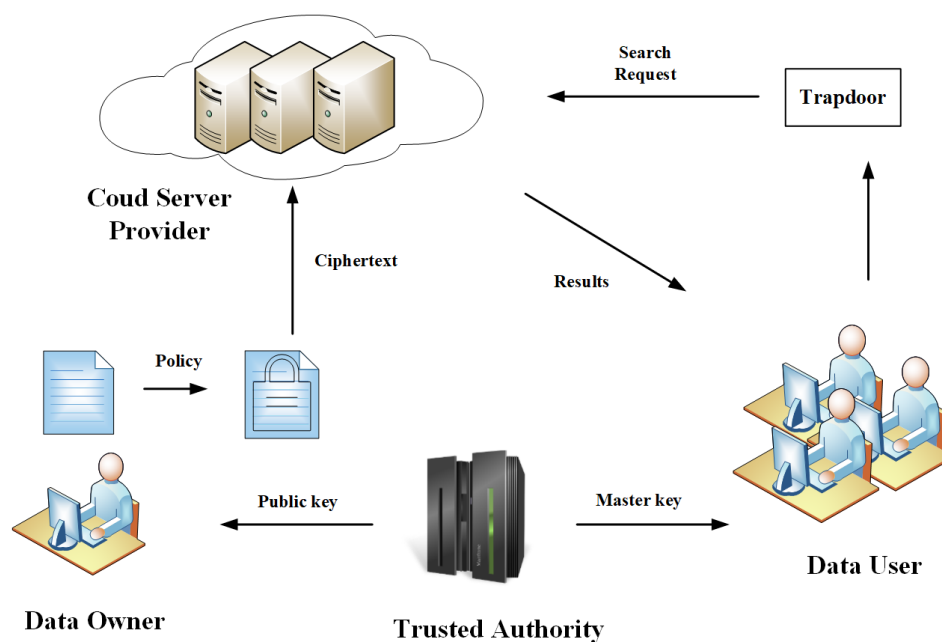 Search
Request
Trapdoor
Coud Server
Provider
Ciphertext
Results
Policy
Public key
Master key
Data User
Data Owner
Trusted Authority